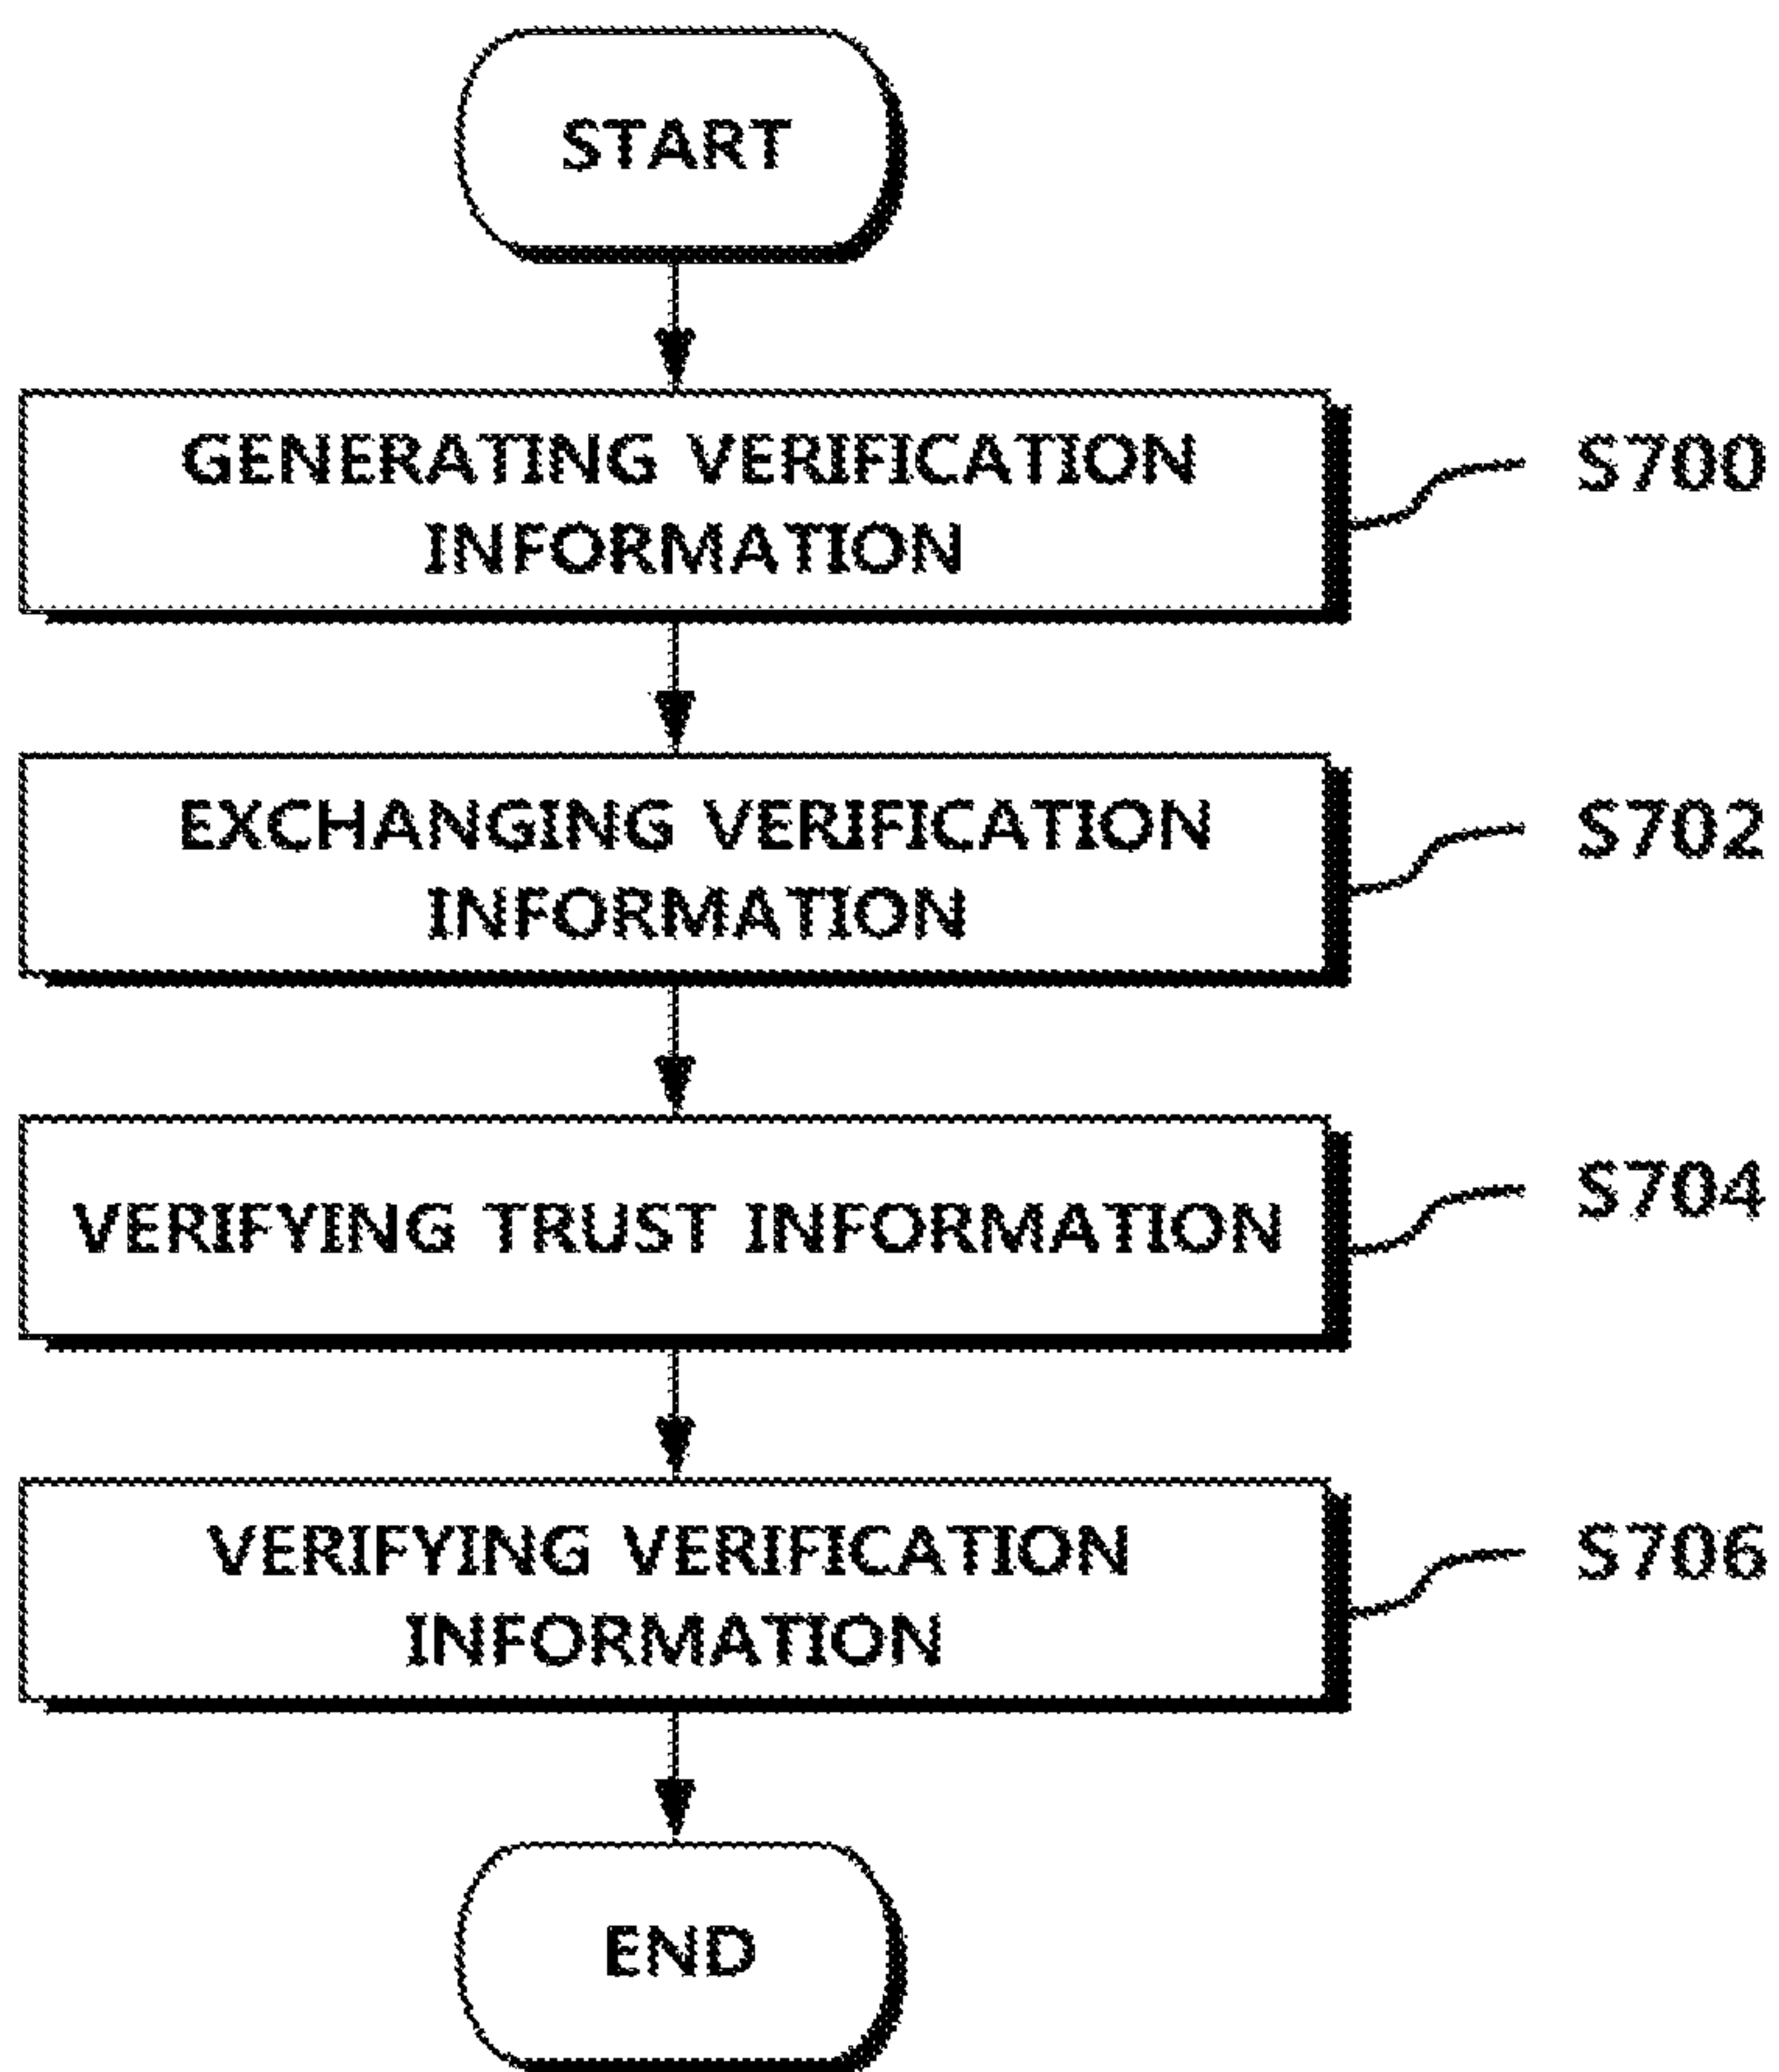 START
GENERATING VERIFICATION
INFORMATION
S700
EXCHANGING VERIFICATION
INFORMATION
S702
VERIFYING TRUST INFORMATION
S704
VERIFYING VERIFICATION
INFORMATION
S706
END